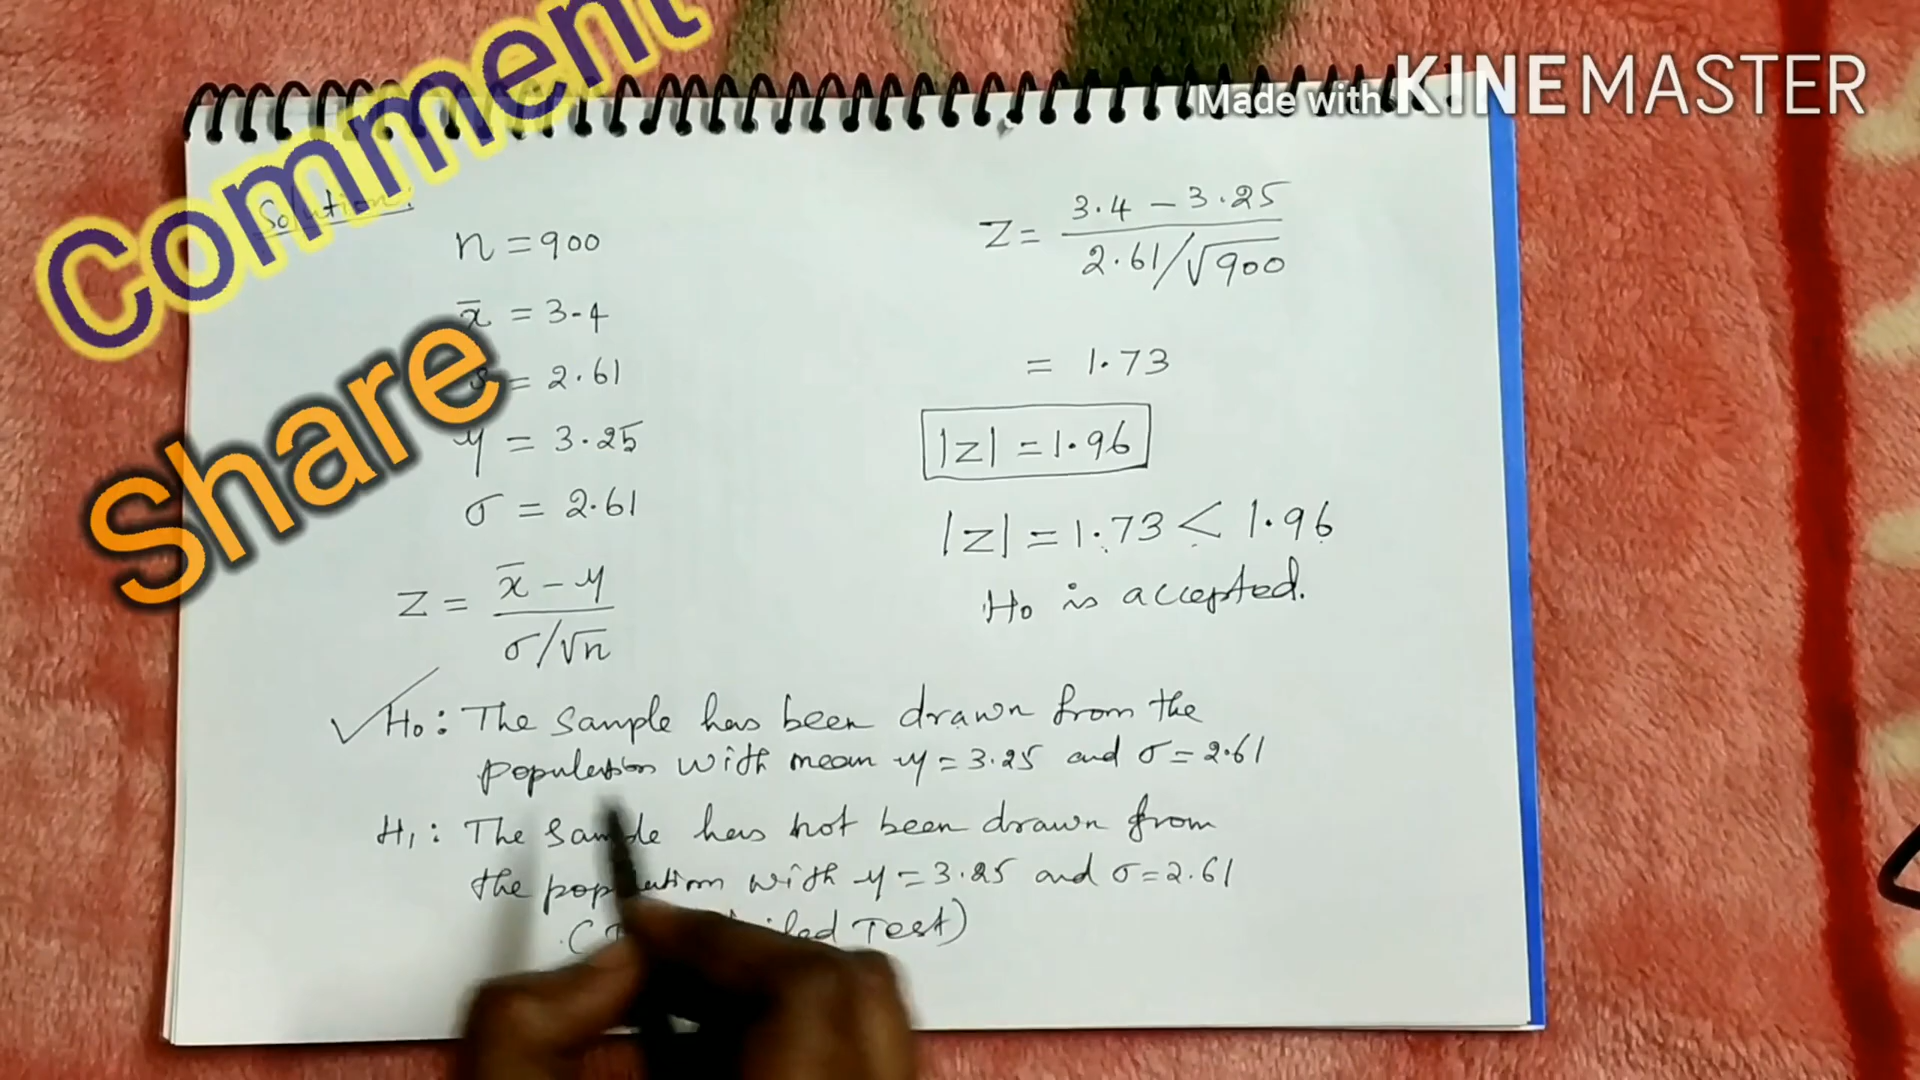 Comment
Share
Made with KINEMASTER
Solution:
n = 900
x̄ = 3.4
s = 2.61
μ = 3.25
σ = 2.61
Z = x̄ - μ / σ/√n
Z = 3.4 - 3.25 / 2.61/√900
= 1.73
|z| = 1.96
|z| = 1.73 < 1.96
H₀ is accepted.
H₀: The sample has been drawn from the
population with mean μ = 3.25 and σ = 2.61
H₁: The sample has not been drawn from
the population with μ = 3.25 and σ = 2.61
Test)